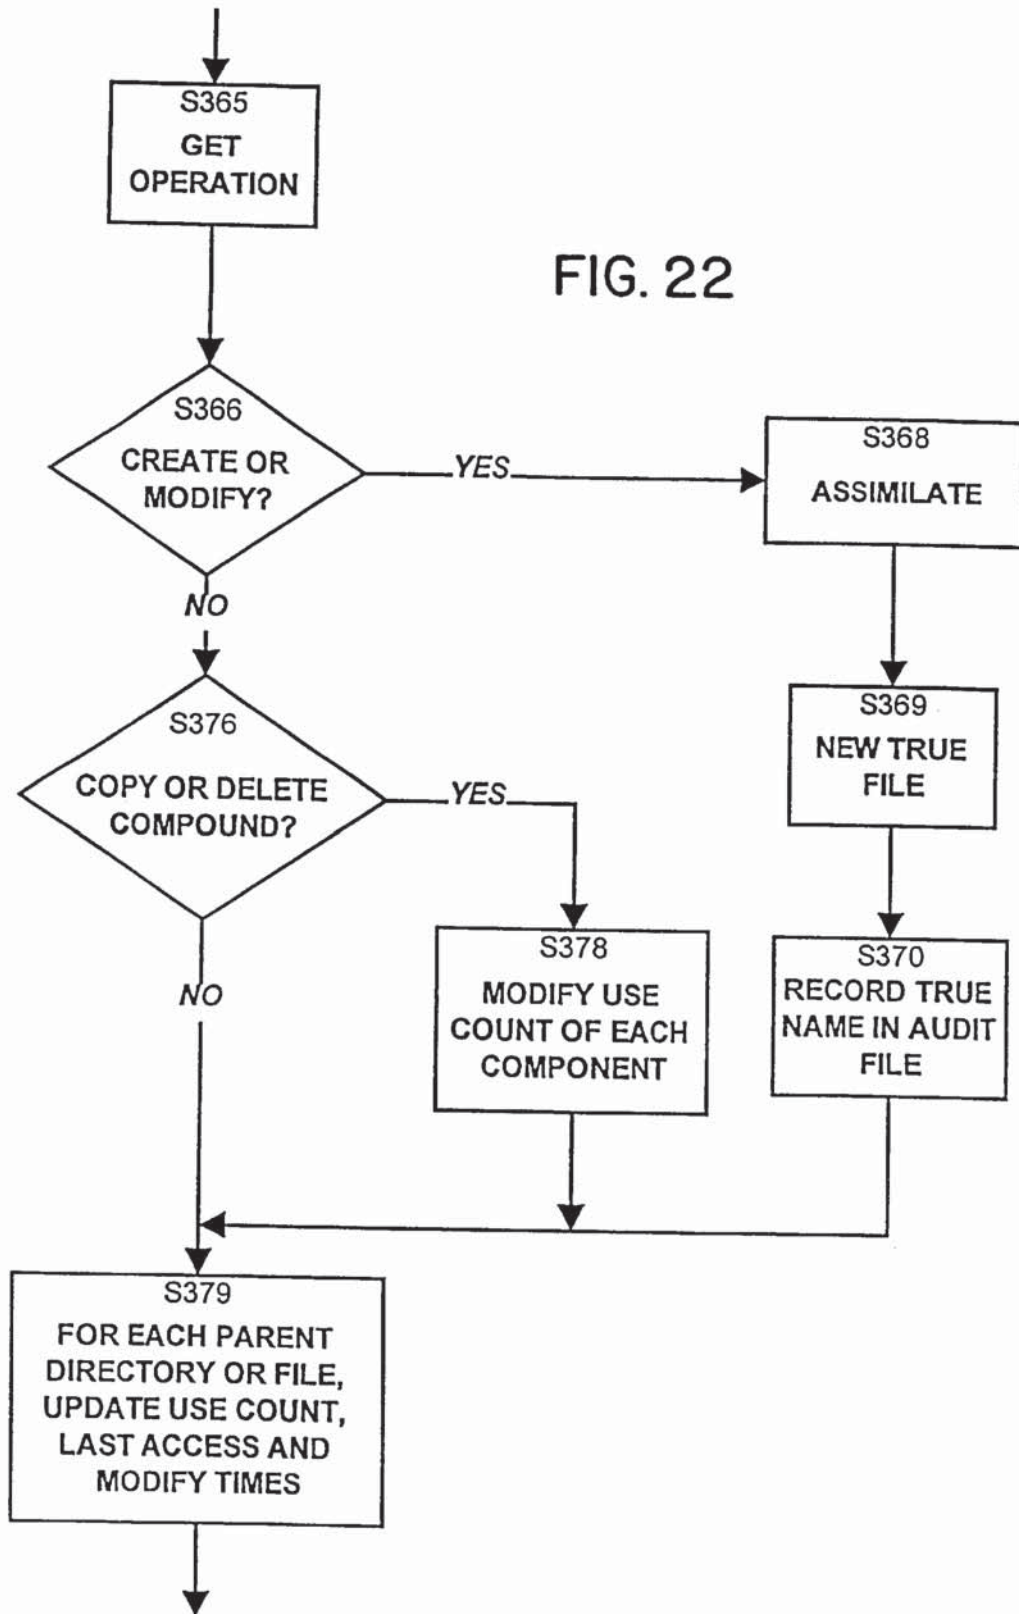 S365
GET
OPERATION
FIG. 22
S366
CREATE OR
MODIFY?
YES
S368
ASSIMILATE
NO
S369
NEW TRUE
FILE
S376
COPY OR DELETE
COMPOUND?
YES
S370
RECORD TRUE
NAME IN AUDIT
FILE
S378
MODIFY USE
COUNT OF EACH
COMPONENT
NO
S379
FOR EACH PARENT
DIRECTORY OR FILE,
UPDATE USE COUNT,
LAST ACCESS AND
MODIFY TIMES